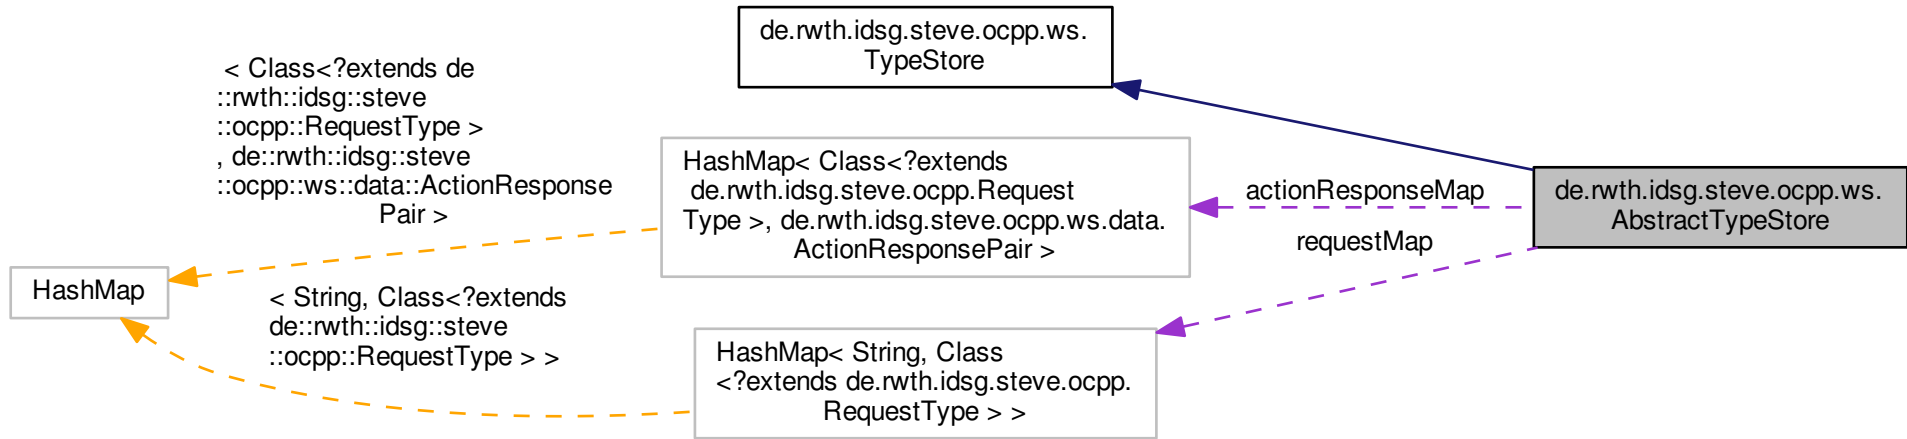 de.rwth.idsg.steve.ocpp.ws.
TypeStore
< Class<?extends de
::rwth::idsg::steve
::ocpp::RequestType >
, de::rwth::idsg::steve
::ocpp::ws::data::ActionResponse
Pair >
HashMap< Class<?extends
de.rwth.idsg.steve.ocpp.Request
Type >, de.rwth.idsg.steve.ocpp.ws.data.
ActionResponsePair >
actionResponseMap
requestMap
de.rwth.idsg.steve.ocpp.ws.
AbstractTypeStore
HashMap
< String, Class<?extends
de::rwth::idsg::steve
::ocpp::RequestType > >
HashMap< String, Class
<?extends de.rwth.idsg.steve.ocpp.
RequestType > >